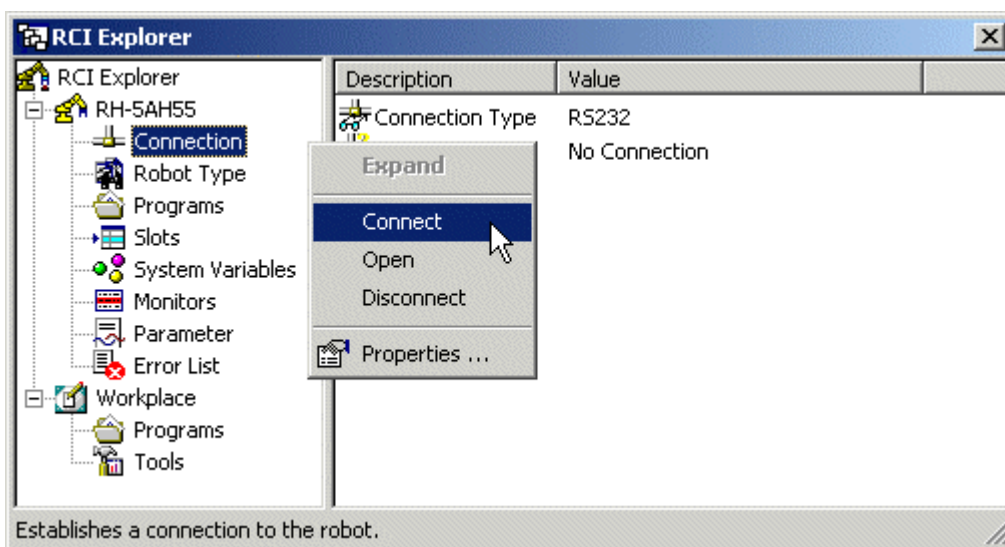 RCI Explorer
RCI Explorer
RH-5AH55
Connection
Robot Type
Programs
Slots
System Variables
Monitors
Parameter
Error List
Workplace
Programs
Tools
Description Value
Connection Type RS232
No Connection
Expand
Connect
Open
Disconnect
Properties ...
Establishes a connection to the robot.